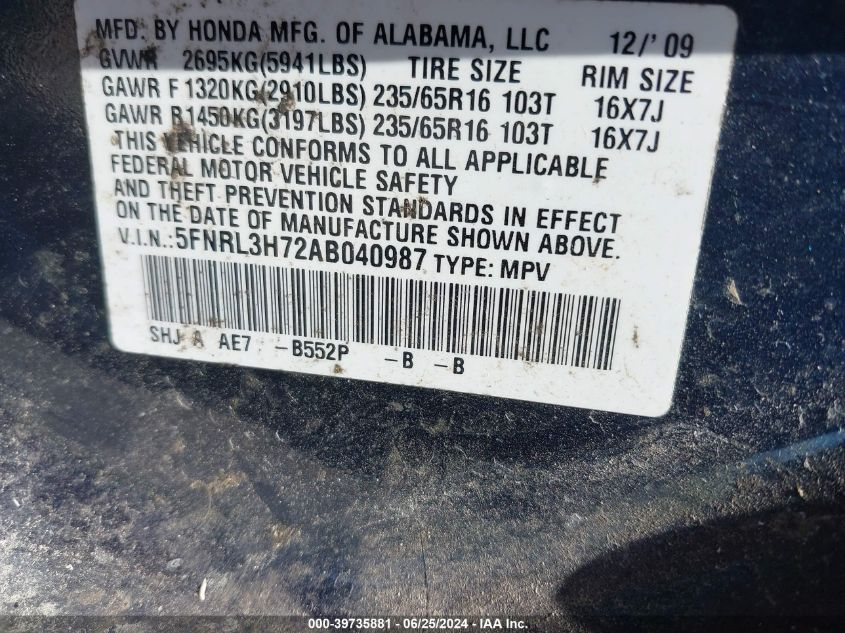 MFD. BY HONDA MFG. OF ALABAMA, LLC 12/'09
GVWR 2695KG(5941LBS) TIRE SIZE RIM SIZE
GAWR F 1320KG(2910LBS) 235/65R16 103T 16X7J
GAWR R1450KG(3197LBS) 235/65R16 103T 16X7J
THIS VEHICLE CONFORMS TO ALL APPLICABLE
FEDERAL MOTOR VEHICLE SAFETY
AND THEFT PREVENTION STANDARDS IN EFFECT
ON THE DATE OF MANUFACTURE SHOWN ABOVE.
V.I.N.:5FNRL3H72AB040987 TYPE: MPV
SHJ A AE7 -B552P -B -B
000-39735881 - 06/25/2024 - IAA Inc.